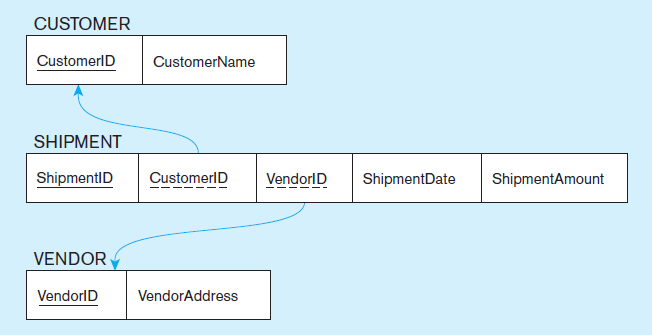 CUSTOMER
CustomerID CustomerName
SHIPMENT
ShipmentID CustomerID VendorID ShipmentDate ShipmentAmount
VENDOR
VendorID VendorAddress